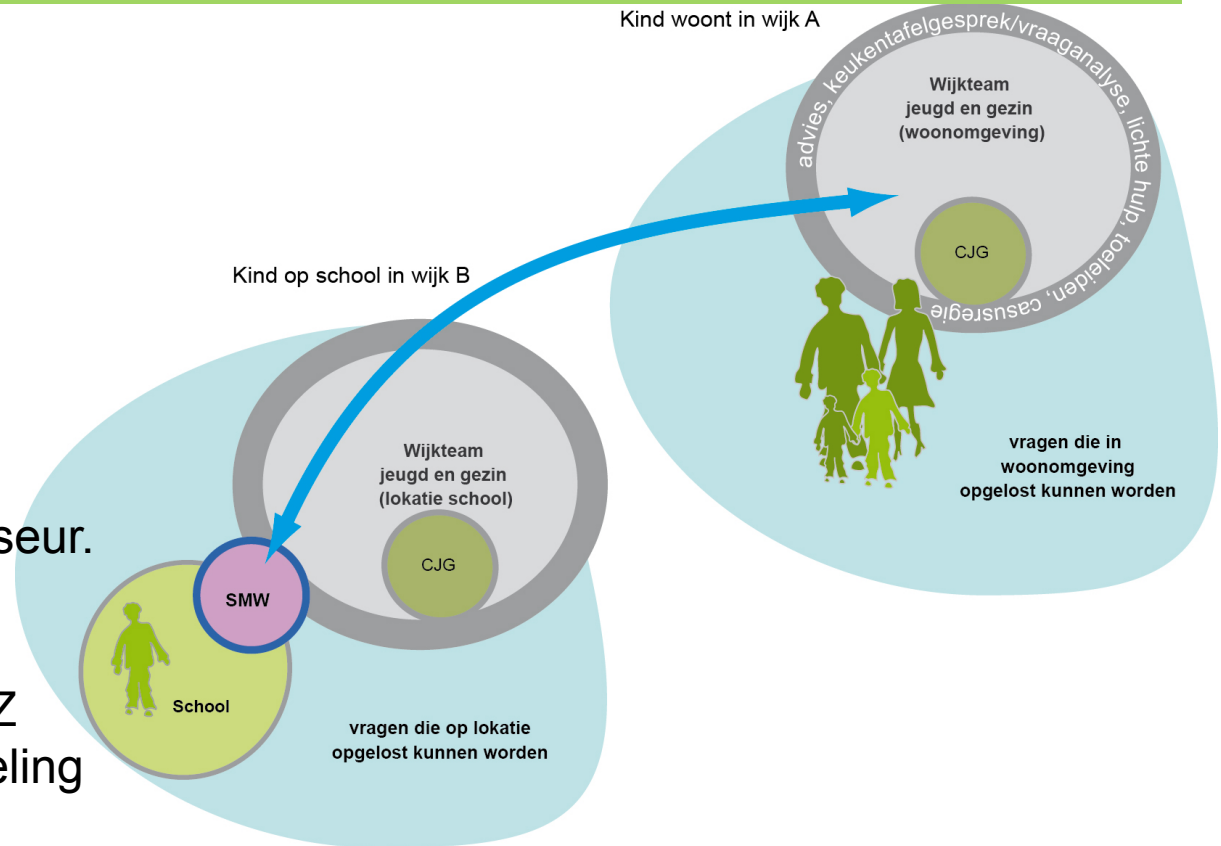 Kind woont in wijk A
advies, keukentafelgesprek/vraaganalyse, lichte hulp, toeleiden, casusregie
Wijkteam
jeugd en gezin
(woonomgeving)
CJG
vragen die in
woonomgeving
opgelost kunnen worden
Kind op school in wijk B
Wijkteam
jeugd en gezin
(lokatie school)
CJG
SMW
School
vragen die op lokatie
opgelost kunnen worden
seur.
Z
eling